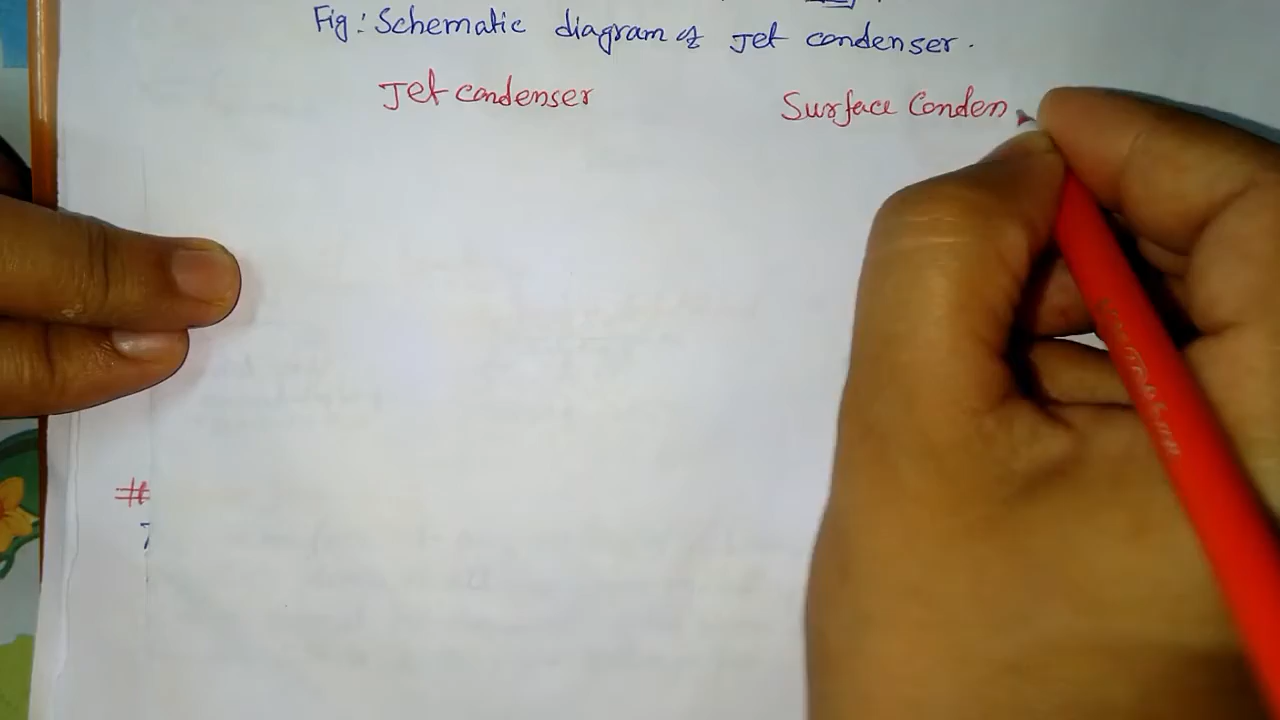 Fig: Schematic diagram of Jet condenser.
Jet condenser Surface Conden
#